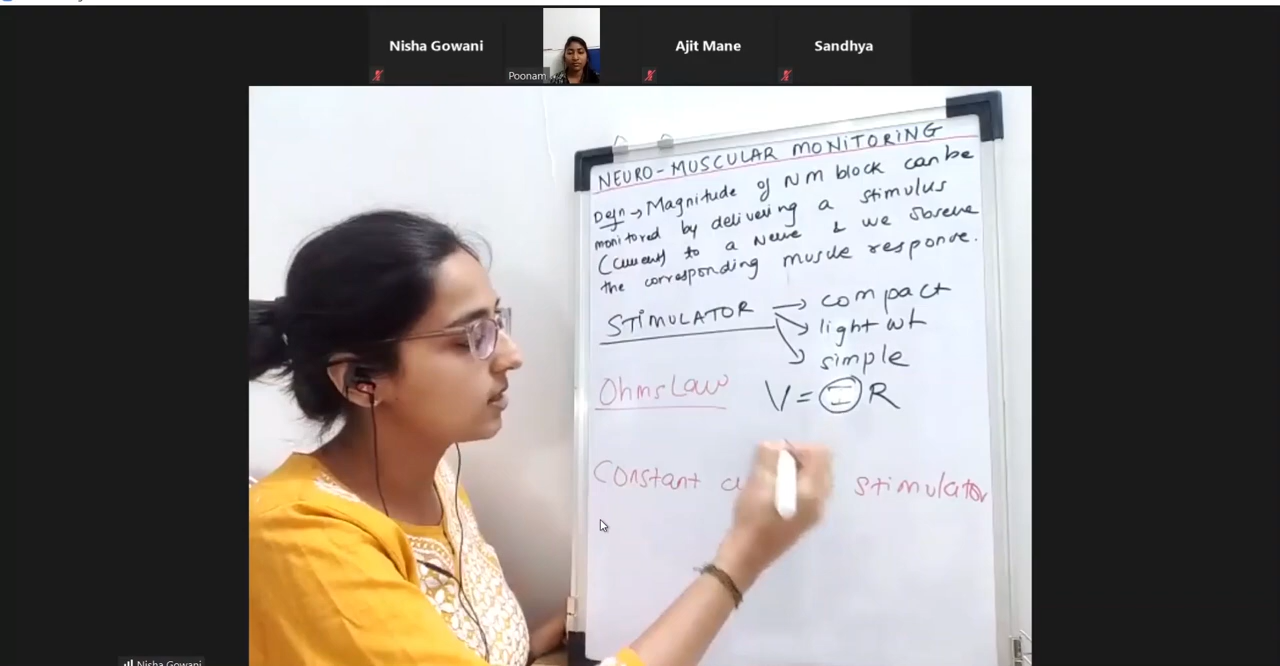 Nisha Gowani
Poonam
Ajit Mane
Sandhya
NEURO-MUSCULAR MONITORING
Defn → Magnitude of NM block can be
monitored by delivering a stimulus
(current) to a Nerve & we observe
the corresponding muscle response.
STIMULATOR → compact
→ light wt
→ simple
Ohms Law V = I R
Constant stimulator
Nisha Gowani